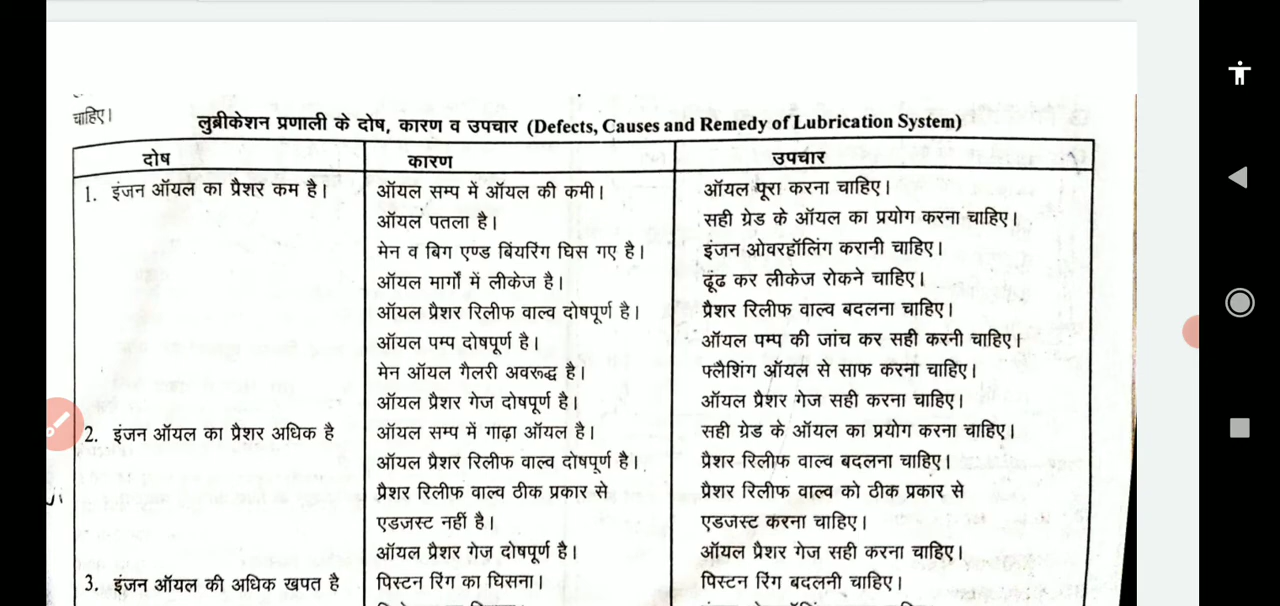 चाहिए।
लुब्रीकेशन प्रणाली के दोष, कारण व उपचार (Defects, Causes and Remedy of Lubrication System)
दोष कारण उपचार
1. इंजन ऑयल का प्रैशर कम है। ऑयल सम्प में ऑयल की कमी। ऑयल पूरा करना चाहिए।
ऑयल पतला है। सही ग्रेड के ऑयल का प्रयोग करना चाहिए।
मेन व बिग एण्ड बिंयरिंग घिस गए है। इंजन ओवरहॉलिंग करानी चाहिए।
ऑयल मार्गों में लीकेज है। ढूंढ कर लीकेज रोकने चाहिए।
ऑयल प्रैशर रिलीफ वाल्व दोषपूर्ण है। प्रैशर रिलीफ वाल्व बदलना चाहिए।
ऑयल पम्प दोषपूर्ण है। ऑयल पम्प की जांच कर सही करनी चाहिए।
मेन ऑयल गैलरी अवरूद्ध है। फ्लैशिंग ऑयल से साफ करना चाहिए।
ऑयल प्रैशर गेज दोषपूर्ण है। ऑयल प्रैशर गेज सही करना चाहिए।
2. इंजन ऑयल का प्रैशर अधिक है ऑयल सम्प में गाढ़ा ऑयल है। सही ग्रेड के ऑयल का प्रयोग करना चाहिए।
ऑयल प्रैशर रिलीफ वाल्व दोषपूर्ण है। प्रैशर रिलीफ वाल्व बदलना चाहिए।
प्रैशर रिलीफ वाल्व ठीक प्रकार से प्रैशर रिलीफ वाल्व को ठीक प्रकार से
एडजस्ट नहीं है। एडजस्ट करना चाहिए।
ऑयल प्रैशर गेज दोषपूर्ण है। ऑयल प्रैशर गेज सही करना चाहिए।
3. इंजन ऑयल की अधिक खपत है पिस्टन रिंग का घिसना। पिस्टन रिंग बदलनी चाहिए।